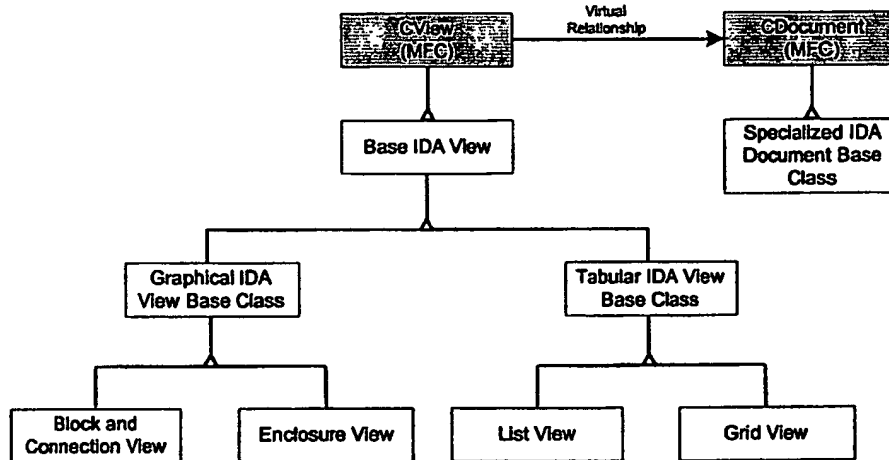 CView
(MFC)
Virtual
Relationship
CDocument
(MFC)
Base IDA View
Specialized IDA
Document Base
Class
Graphical IDA
View Base Class
Tabular IDA View
Base Class
Block and
Connection View
Enclosure View
List View
Grid View